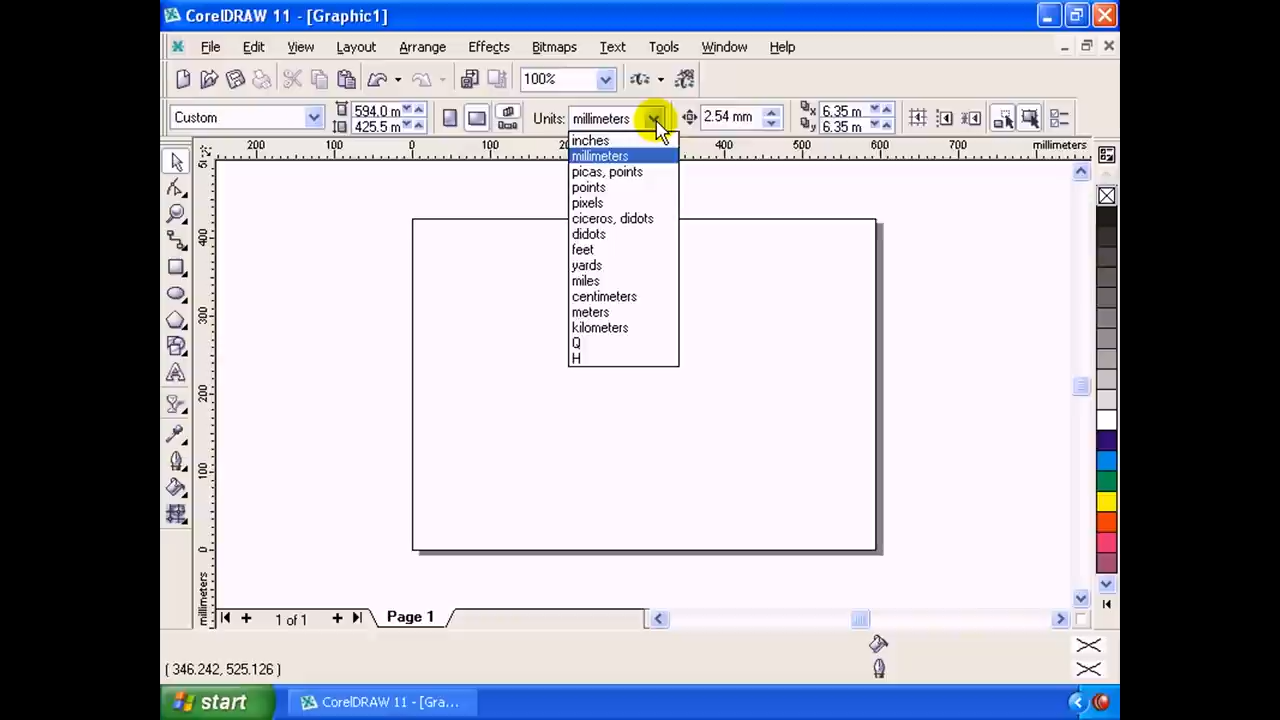 CorelDRAW 11 - [Graphic1]
File Edit View Layout Arrange Effects Bitmaps Text Tools Window Help
100%
Custom 594.0 m 425.5 m Units: millimeters 2.54 mm 6.35 m 6.35 m
inches
millimeters
picas, points
points
pixels
ciceros, didots
didots
feet
yards
miles
centimeters
meters
kilometers
Q
H
200 100 0 100 400 500 600 700 millimeters
400
300
200
100
0
millimeters
1 of 1 Page 1
( 346.242, 525.126 )
start CorelDRAW 11 - [Gra...